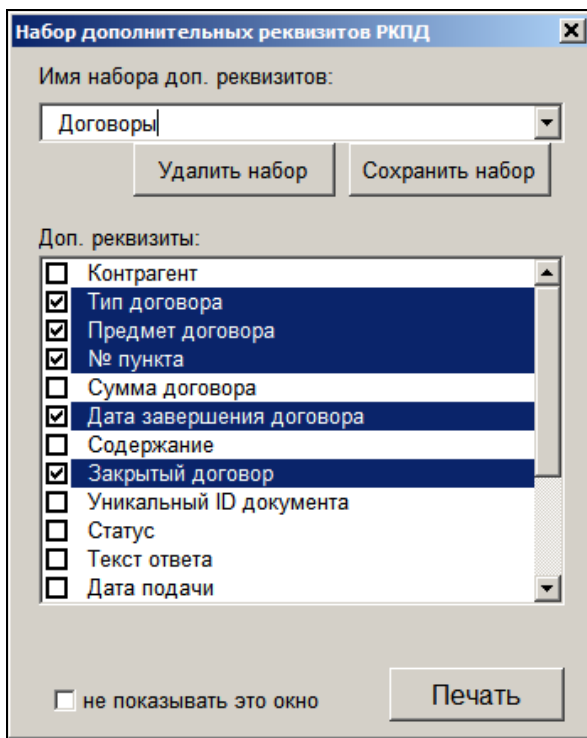 Набор дополнительных реквизитов РКПД
Имя набора доп. реквизитов:
Договоры
Удалить набор Сохранить набор
Доп. реквизиты:
Контрагент
Тип договора
Предмет договора
№ пункта
Сумма договора
Дата завершения договора
Содержание
Закрытый договор
Уникальный ID документа
Статус
Текст ответа
Дата подачи
не показывать это окно Печать